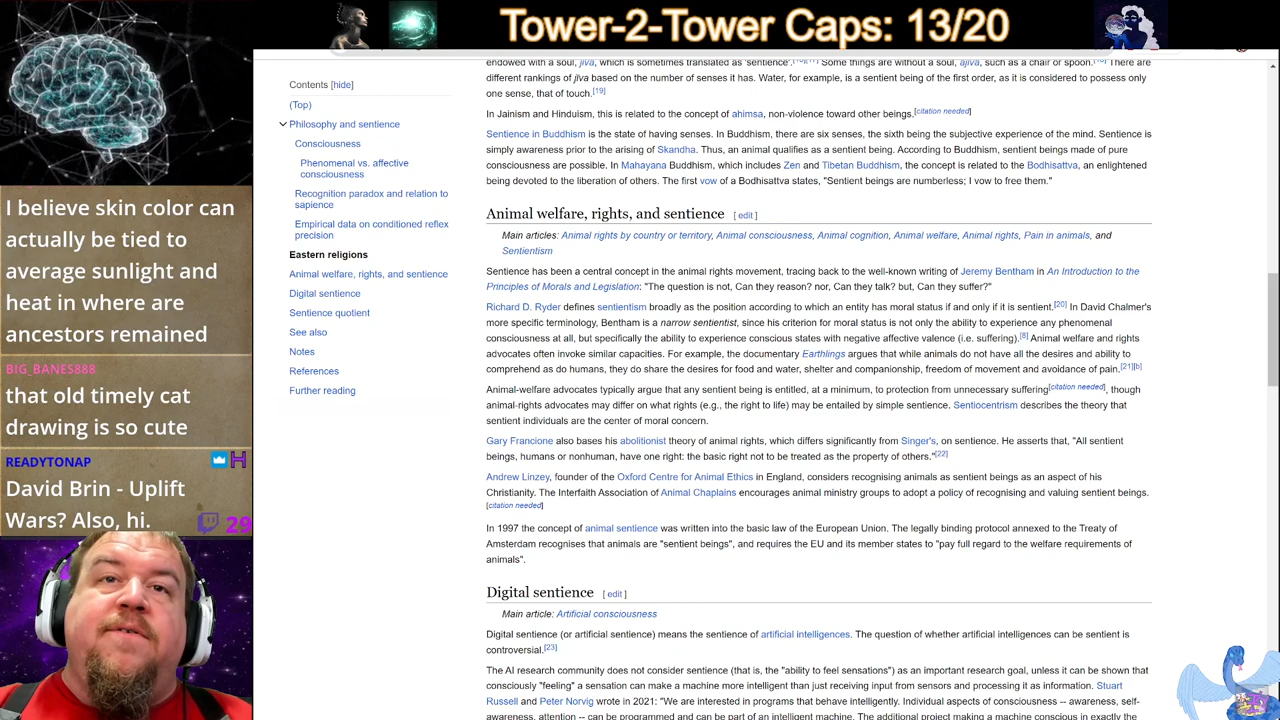 Tower-2-Tower Caps: 13/20
I believe skin color can
actually be tied to
average sunlight and
heat in where are
ancestors remained
BIG_BANES888
that old timely cat
drawing is so cute
READYTONAP
David Brin - Uplift
Wars? Also, hi.
29
Contents [hide]
(Top)
Philosophy and sentience
Consciousness
Phenomenal vs. affective
consciousness
Recognition paradox and relation to
sapience
Empirical data on conditioned reflex
precision
Eastern religions
Animal welfare, rights, and sentience
Digital sentience
Sentience quotient
See also
Notes
References
Further reading
endowed with a soul, jiva, which is sometimes translated as 'sentience'. Some things are without a soul, ajiva, such as a chair or spoon. There are
different rankings of jiva based on the number of senses it has. Water, for example, is a sentient being of the first order, as it is considered to possess only
one sense, that of touch.[19]
In Jainism and Hinduism, this is related to the concept of ahimsa, non-violence toward other beings.[citation needed]
Sentience in Buddhism is the state of having senses. In Buddhism, there are six senses, the sixth being the subjective experience of the mind. Sentience is
simply awareness prior to the arising of Skandha. Thus, an animal qualifies as a sentient being. According to Buddhism, sentient beings made of pure
consciousness are possible. In Mahayana Buddhism, which includes Zen and Tibetan Buddhism, the concept is related to the Bodhisattva, an enlightened
being devoted to the liberation of others. The first vow of a Bodhisattva states, "Sentient beings are numberless; I vow to free them."
Animal welfare, rights, and sentience [ edit ]
Main articles: Animal rights by country or territory, Animal consciousness, Animal cognition, Animal welfare, Animal rights, Pain in animals, and
Sentientism
Sentience has been a central concept in the animal rights movement, tracing back to the well-known writing of Jeremy Bentham in An Introduction to the
Principles of Morals and Legislation: "The question is not, Can they reason? nor, Can they talk? but, Can they suffer?"
Richard D. Ryder defines sentientism broadly as the position according to which an entity has moral status if and only if it is sentient.[20] In David Chalmer's
more specific terminology, Bentham is a narrow sentientist, since his criterion for moral status is not only the ability to experience any phenomenal
consciousness at all, but specifically the ability to experience conscious states with negative affective valence (i.e. suffering).[8] Animal welfare and rights
advocates often invoke similar capacities. For example, the documentary Earthlings argues that while animals do not have all the desires and ability to
comprehend as do humans, they do share the desires for food and water, shelter and companionship, freedom of movement and avoidance of pain.[21][b]
Animal-welfare advocates typically argue that any sentient being is entitled, at a minimum, to protection from unnecessary suffering[citation needed], though
animal-rights advocates may differ on what rights (e.g., the right to life) may be entailed by simple sentience. Sentiocentrism describes the theory that
sentient individuals are the center of moral concern.
Gary Francione also bases his abolitionist theory of animal rights, which differs significantly from Singer's, on sentience. He asserts that, "All sentient
beings, humans or nonhuman, have one right: the basic right not to be treated as the property of others."[22]
Andrew Linzey, founder of the Oxford Centre for Animal Ethics in England, considers recognising animals as sentient beings as an aspect of his
Christianity. The Interfaith Association of Animal Chaplains encourages animal ministry groups to adopt a policy of recognising and valuing sentient beings.
[citation needed]
In 1997 the concept of animal sentience was written into the basic law of the European Union. The legally binding protocol annexed to the Treaty of
Amsterdam recognises that animals are "sentient beings", and requires the EU and its member states to "pay full regard to the welfare requirements of
animals".
Digital sentience [ edit ]
Main article: Artificial consciousness
Digital sentience (or artificial sentience) means the sentience of artificial intelligences. The question of whether artificial intelligences can be sentient is
controversial.[23]
The AI research community does not consider sentience (that is, the "ability to feel sensations") as an important research goal, unless it can be shown that
consciously "feeling" a sensation can make a machine more intelligent than just receiving input from sensors and processing it as information. Stuart
Russell and Peter Norvig wrote in 2021: "We are interested in programs that behave intelligently. Individual aspects of consciousness -- awareness, self-
awareness, attention -- can be programmed and can be part of an intelligent machine. The additional project making a machine conscious in exactly the